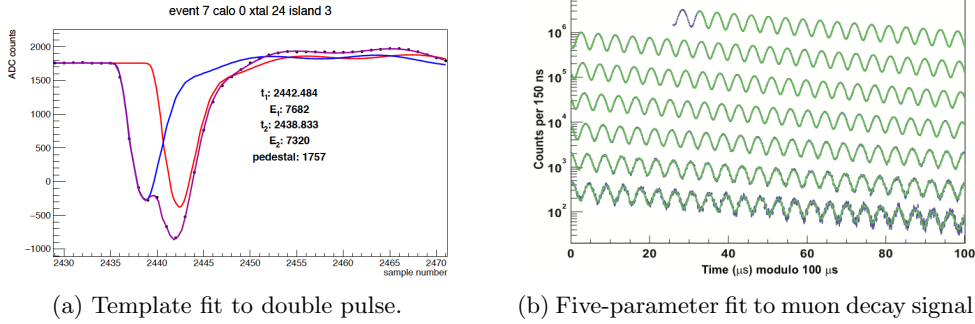 event 7 calo 0 xtal 24 island 3
ADC counts
2000
1500
1000
500
0
-500
-1000
t₁: 2442.484
E₁: 7682
t₂: 2438.833
E₂: 7320
pedestal: 1757
2430 2435 2440 2445 2450 2455 2460 2465 2470
sample number
(a) Template fit to double pulse.
Counts per 150 ns
10⁶
10⁵
10⁴
10³
10²
0 20 40 60 80 100
Time (μs) modulo 100 μs
(b) Five-parameter fit to muon decay signal